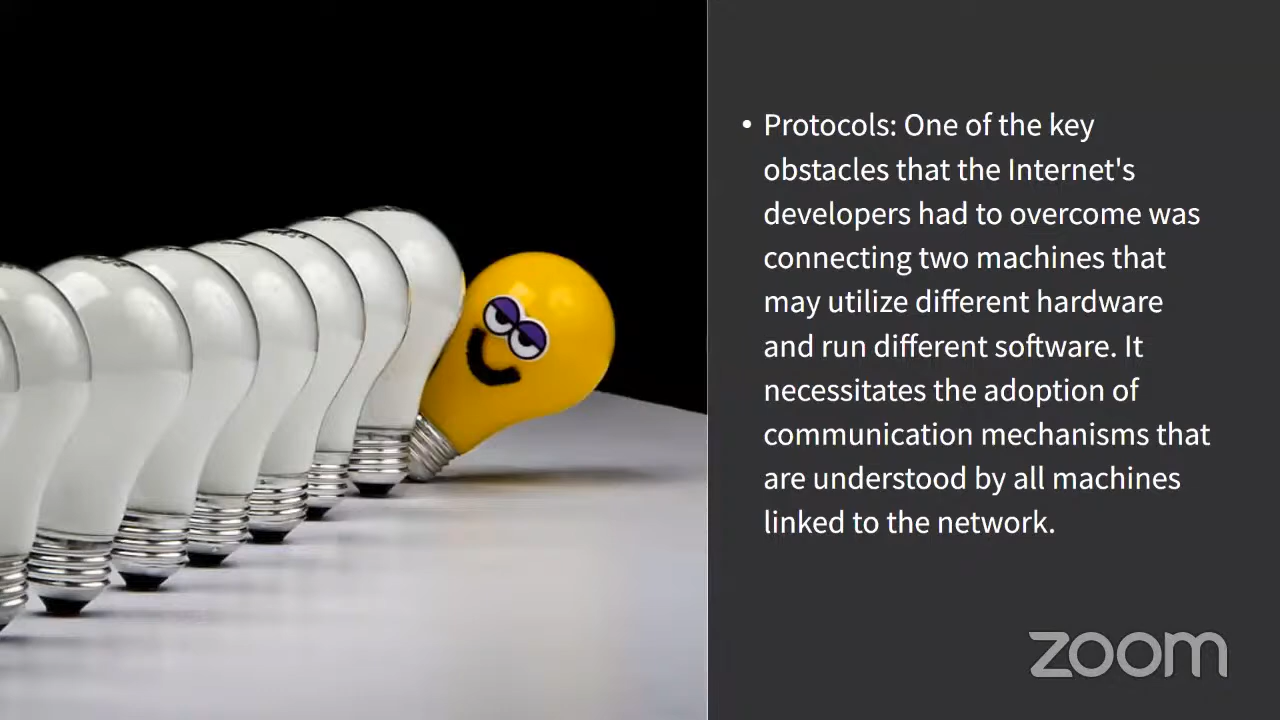 • Protocols: One of the key
obstacles that the Internet's
developers had to overcome was
connecting two machines that
may utilize different hardware
and run different software. It
necessitates the adoption of
communication mechanisms that
are understood by all machines
linked to the network.
zoom